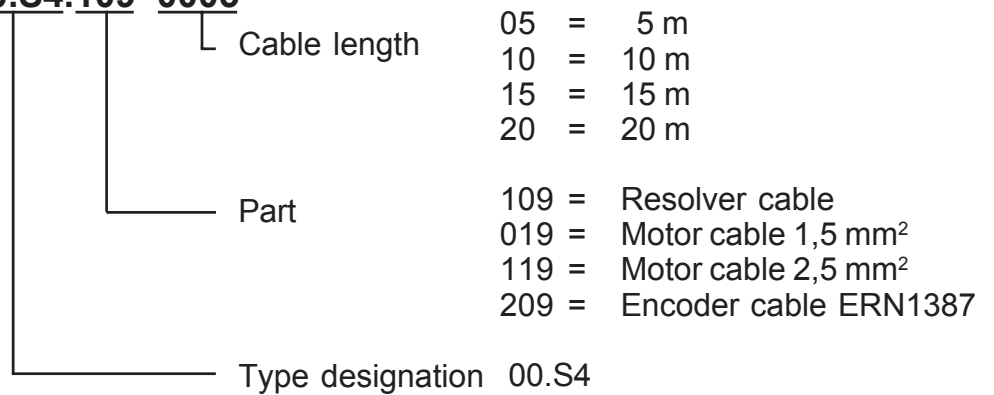 Cable length 05 = 5 m
10 = 10 m
15 = 15 m
20 = 20 m
Part 109 = Resolver cable
019 = Motor cable 1,5 mm²
119 = Motor cable 2,5 mm²
209 = Encoder cable ERN1387
Type designation 00.S4